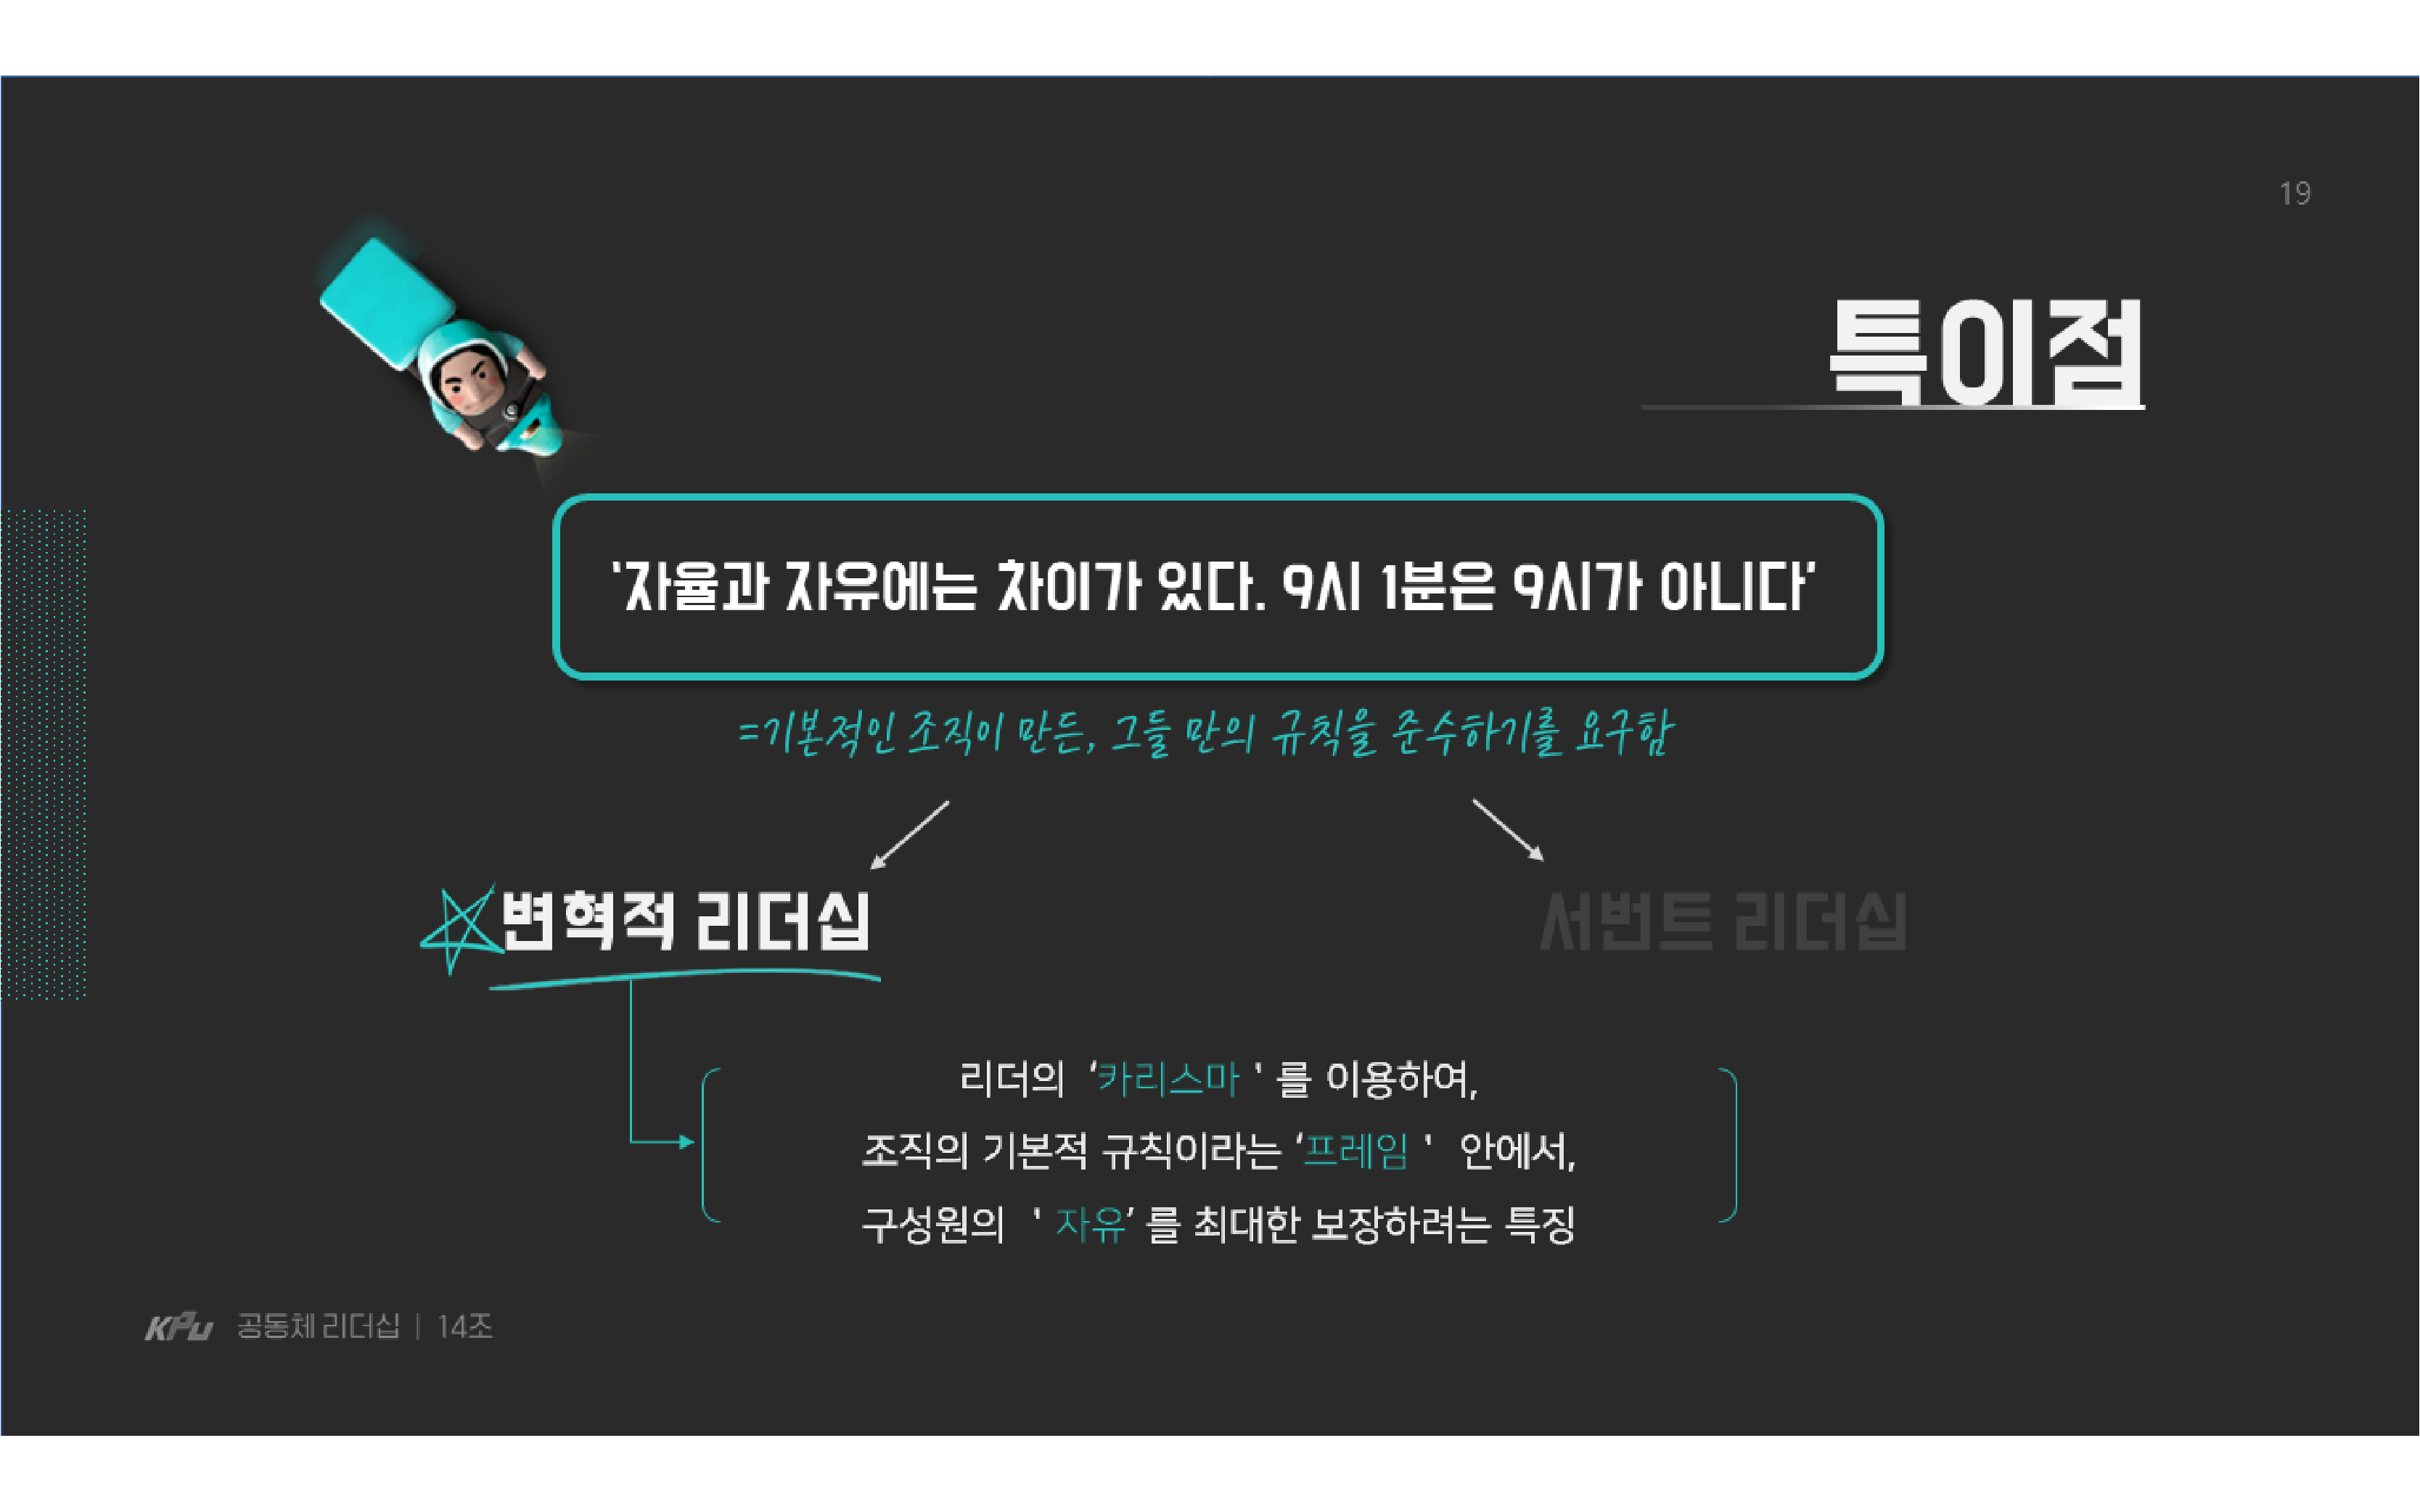 19
특이점
‘자율과 자유에는 차이가 있다. 9시 1분은 9시가 아니다’
=기본적인 조직이 만든, 그들 만의 규칙을 준수하기를 요구함
변혁적 리더십
서번트 리더십
리더의 ‘카리스마 ' 를 이용하여,
조직의 기본적 규칙이라는 ‘프레임 ' 안에서,
구성원의 ' 자유’ 를 최대한 보장하려는 특징
KPU 공동체 리더십 | 14조